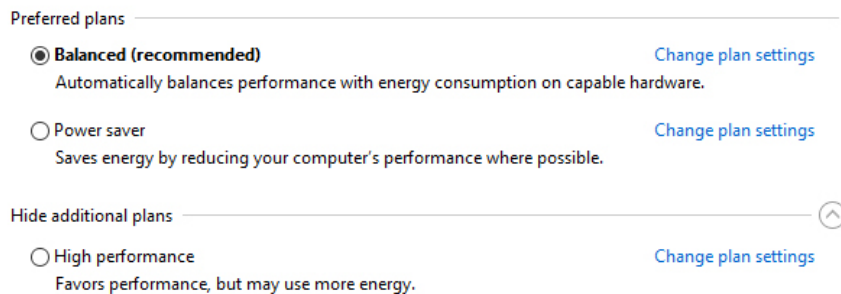 Preferred plans
Balanced (recommended) Change plan settings
Automatically balances performance with energy consumption on capable hardware.
Power saver Change plan settings
Saves energy by reducing your computer's performance where possible.
Hide additional plans
High performance Change plan settings
Favors performance, but may use more energy.